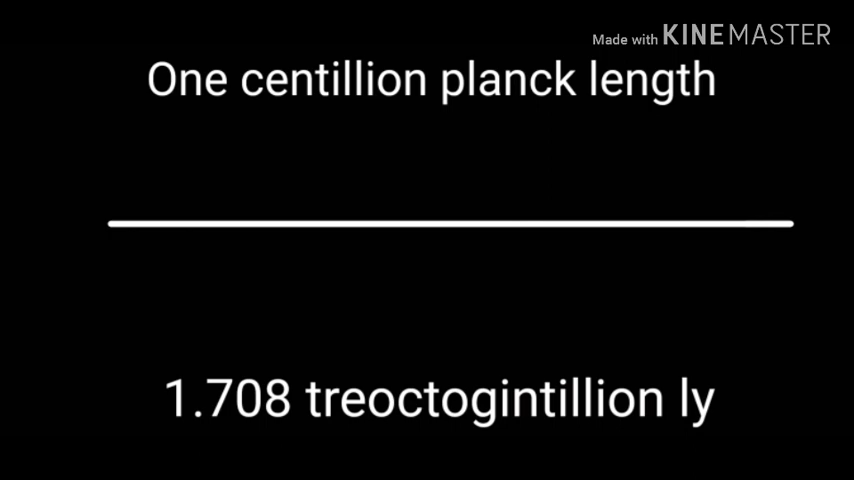 Made with KINEMASTER
One centillion planck length
1.708 treoctogintillion ly